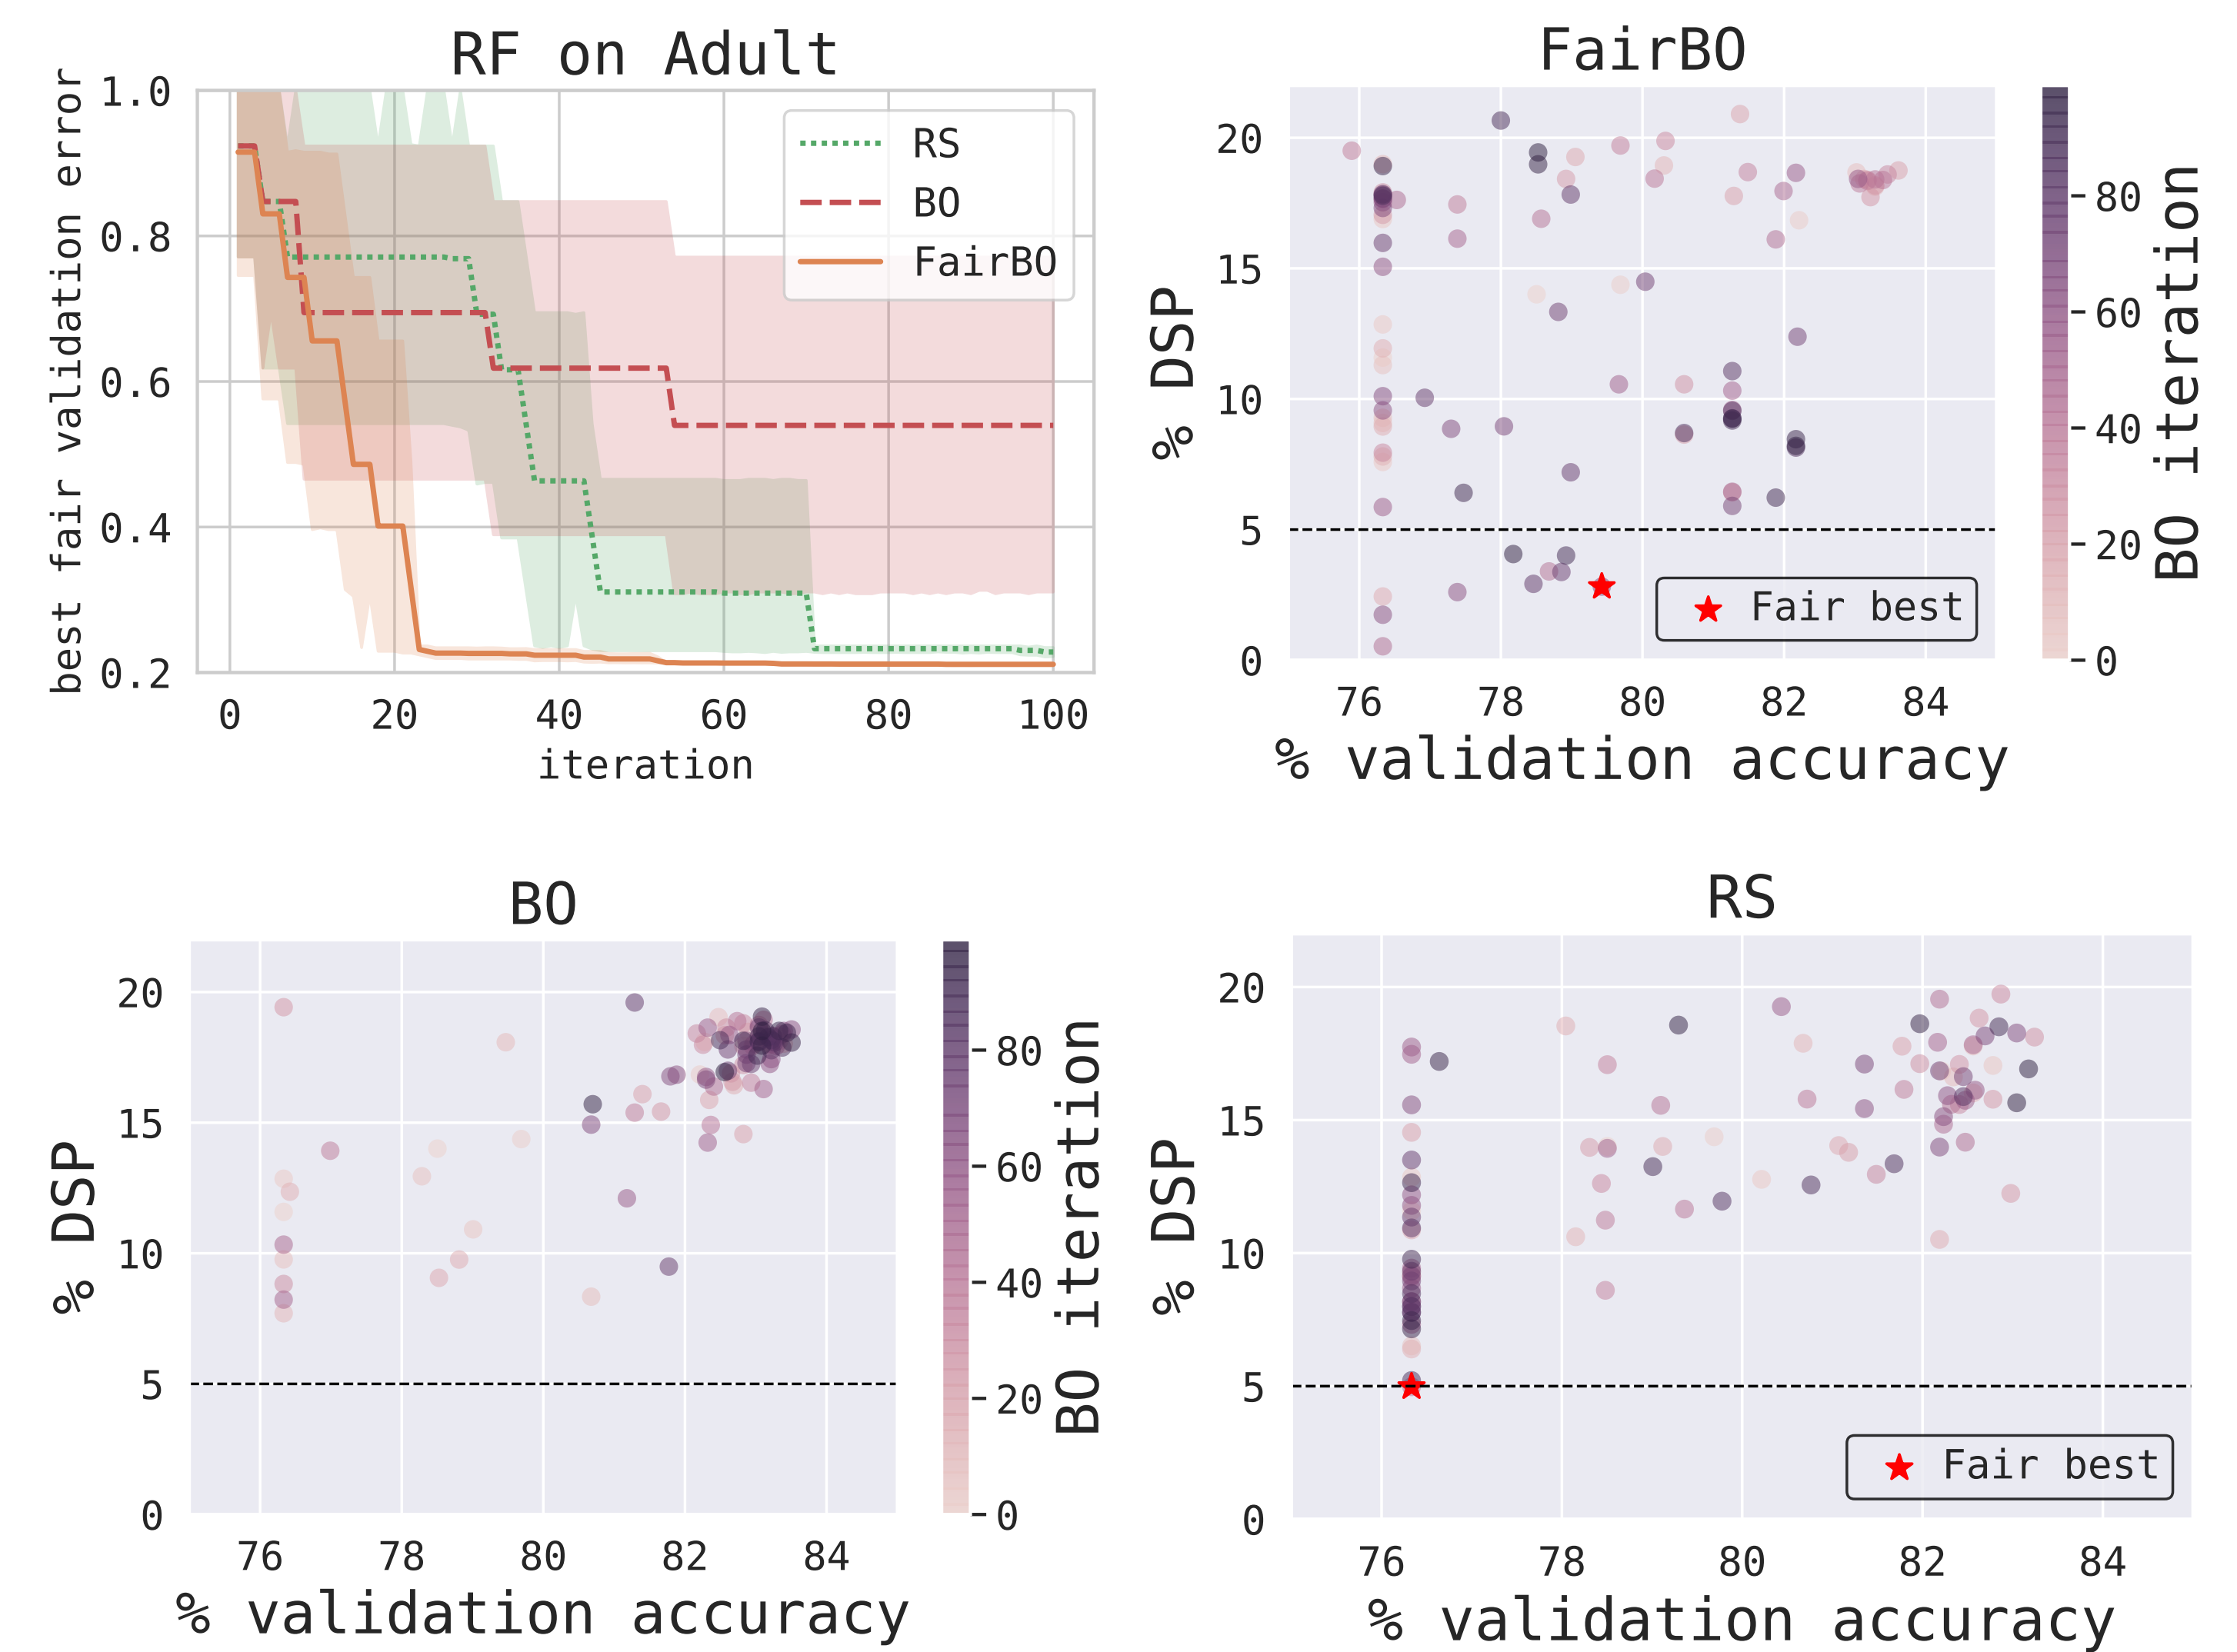 RF on Adult
best fair validation error
1.0
0.8
0.6
0.4
0.2
0 20 40 60 80 100
iteration
RS
BO
FairBO
FairBO
% DSP
20
15
10
5
0
76 78 80 82 84
% validation accuracy
Fair best
80
60
40
20
0
BO iteration
BO
% DSP
20
15
10
5
0
76 78 80 82 84
% validation accuracy
80
60
40
20
0
BO iteration
RS
% DSP
20
15
10
5
0
76 78 80 82 84
% validation accuracy
Fair best